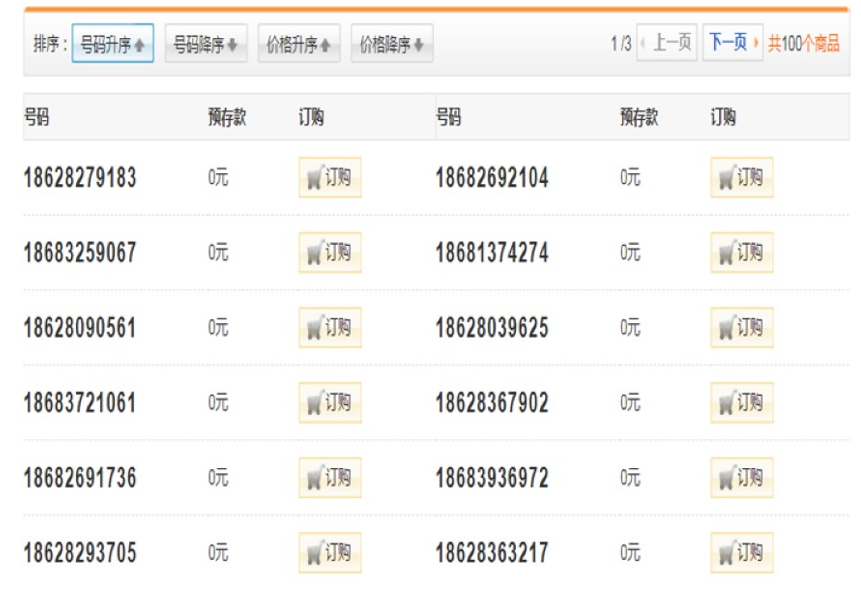 排序： 号码升序 号码降序 价格升序 价格降序 1/3 上一页 下一页 共100个商品
号码 预存款 订购 号码 预存款 订购
18628279183 0元 订购 18682692104 0元 订购
18683259067 0元 订购 18681374274 0元 订购
18628090561 0元 订购 18628039625 0元 订购
18683721061 0元 订购 18628367902 0元 订购
18682691736 0元 订购 18683936972 0元 订购
18628293705 0元 订购 18628363217 0元 订购